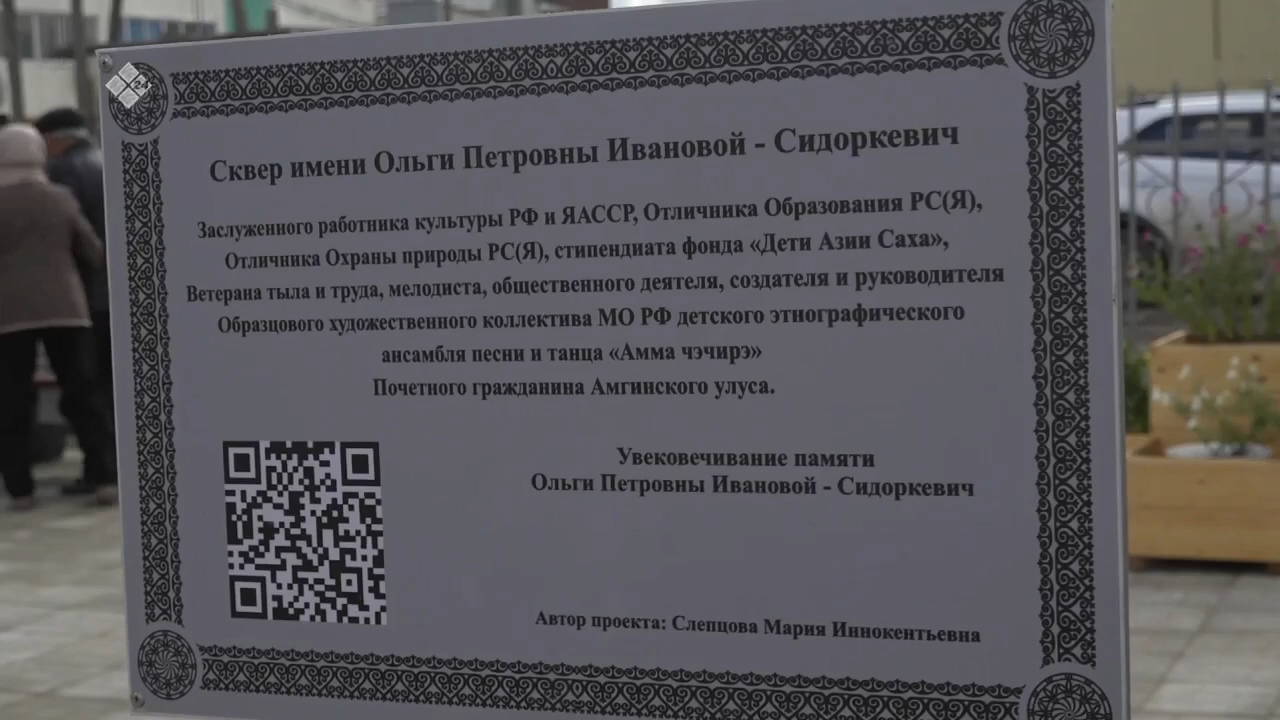 24
Сквер имени Ольги Петровны Ивановой - Сидоркевич
Заслуженного работника культуры РФ и ЯАССР, Отличника Образования РС(Я),
Отличника Охраны природы РС(Я), стипендиата фонда «Дети Азии Саха»,
Ветерана тыла и труда, мелодиста, общественного деятеля, создателя и руководителя
Образцового художественного коллектива МО РФ детского этнографического
ансамбля песни и танца «Амма чэчирэ»
Почетного гражданина Амгинского улуса.
Увековечивание памяти
Ольги Петровны Ивановой - Сидоркевич
Автор проекта: Слепцова Мария Иннокентьевна